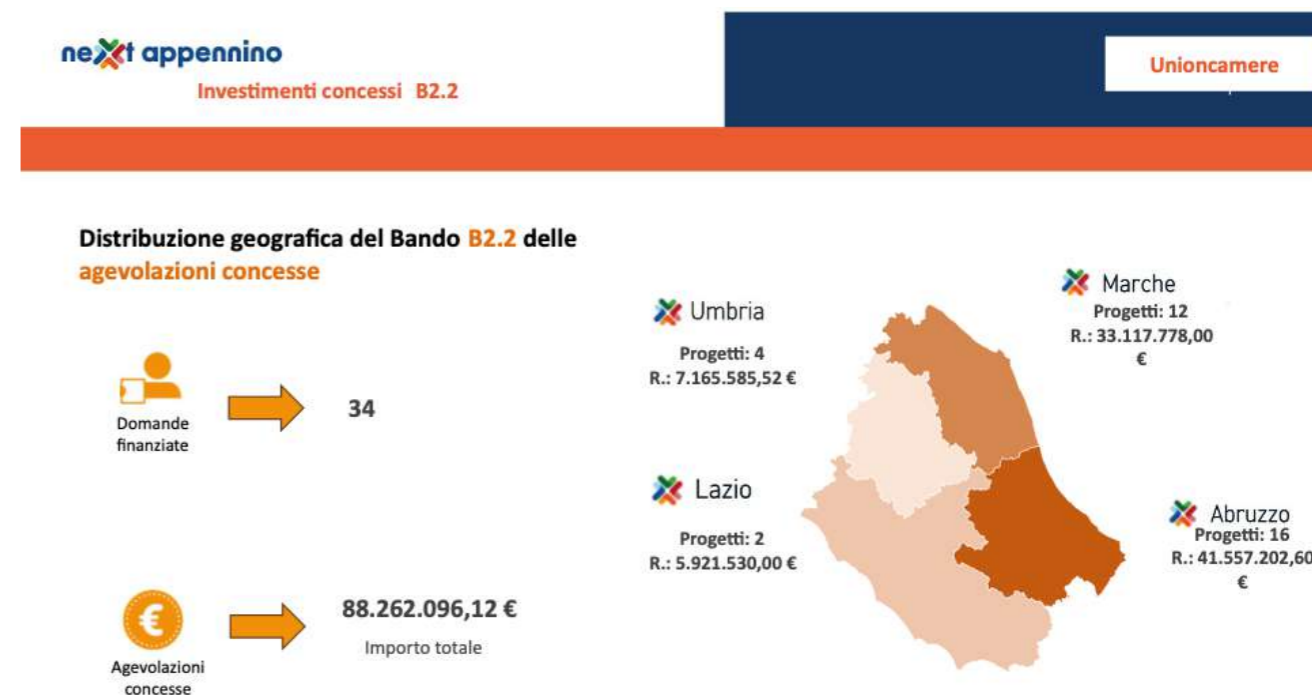 next appennino
Investimenti concessi B2.2
Unioncamere
Distribuzione geografica del Bando B2.2 delle
agevolazioni concesse
Domande
finanziate
34
Agevolazioni
concesse
88.262.096,12 €
Importo totale
Umbria
Progetti: 4
R.: 7.165.585,52 €
Marche
Progetti: 12
R.: 33.117.778,00
€
Lazio
Progetti: 2
R.: 5.921.530,00 €
Abruzzo
Progetti: 16
R.: 41.557.202,60
€